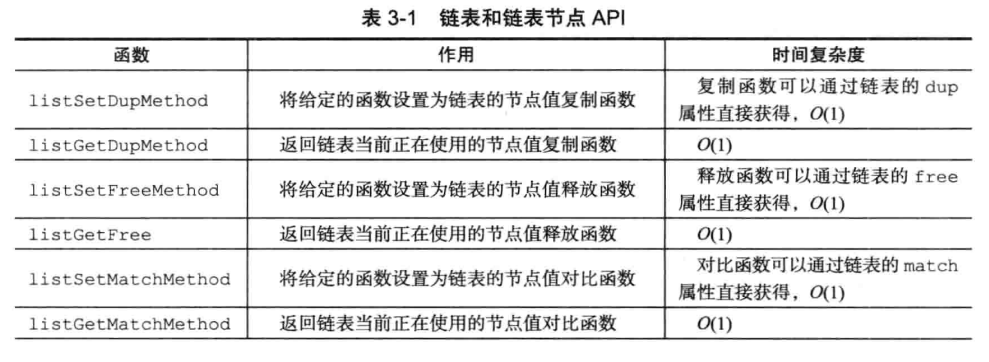 表 3-1 链表和链表节点 API
函数 作用 时间复杂度
listSetDupMethod 将给定的函数设置为链表的节点值复制函数 复制函数可以通过链表的 dup
属性直接获得，O(1)
listGetDupMethod 返回链表当前正在使用的节点值复制函数 O(1)
listSetFreeMethod 将给定的函数设置为链表的节点值释放函数 释放函数可以通过链表的 free
属性直接获得，O(1)
listGetFree 返回链表当前正在使用的节点值释放函数 O(1)
listSetMatchMethod 将给定的函数设置为链表的节点值对比函数 对比函数可以通过链表的 match
属性直接获得，O(1)
listGetMatchMethod 返回链表当前正在使用的节点值对比函数 O(1)